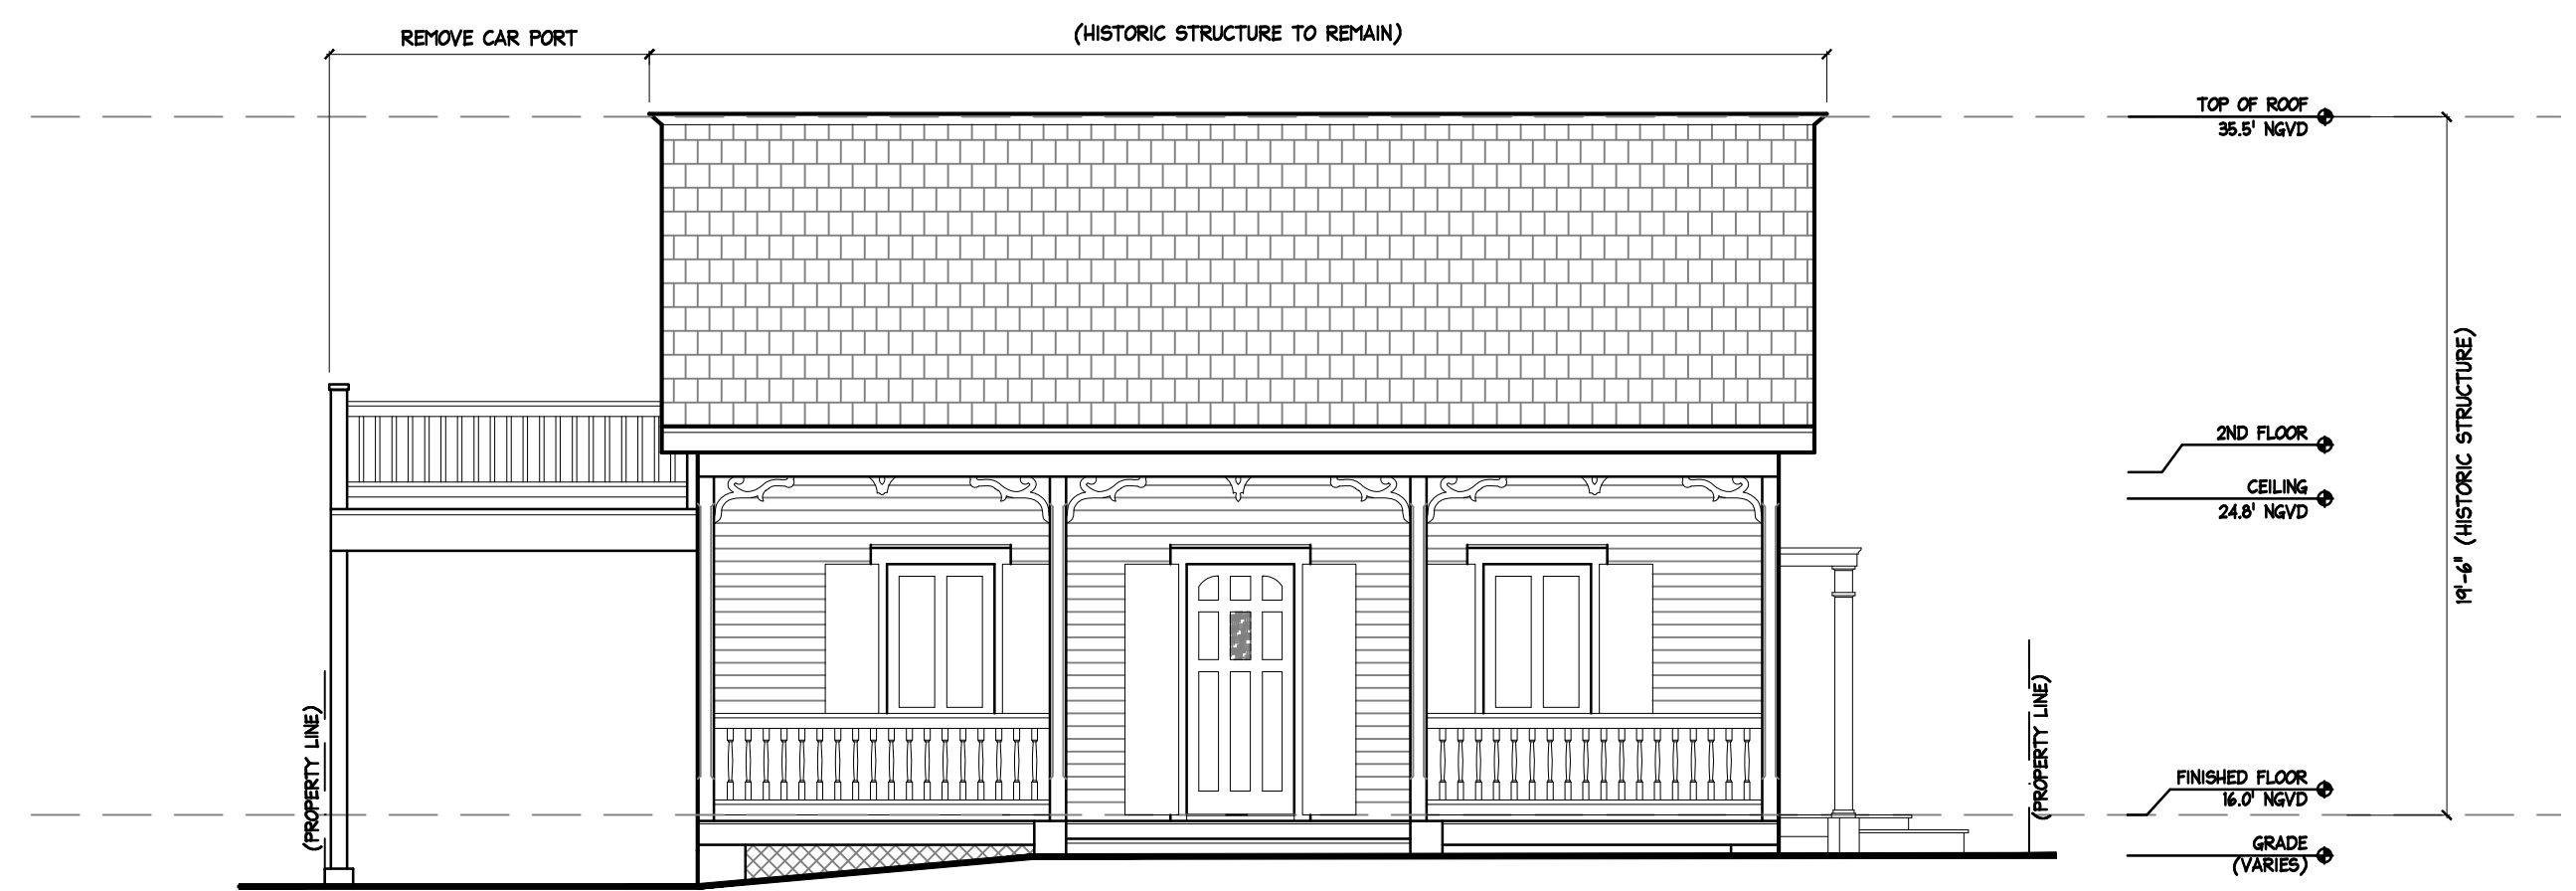 REMOVE CAR PORT
(HISTORIC STRUCTURE TO REMAIN)
TOP OF ROOF
35.5' NGVD
2ND FLOOR
CEILING
24.8' NGVD
19'-6" (HISTORIC STRUCTURE)
(PROPERTY LINE)
(PROPERTY LINE)
FINISHED FLOOR
16.0' NGVD
GRADE
(VARIES)